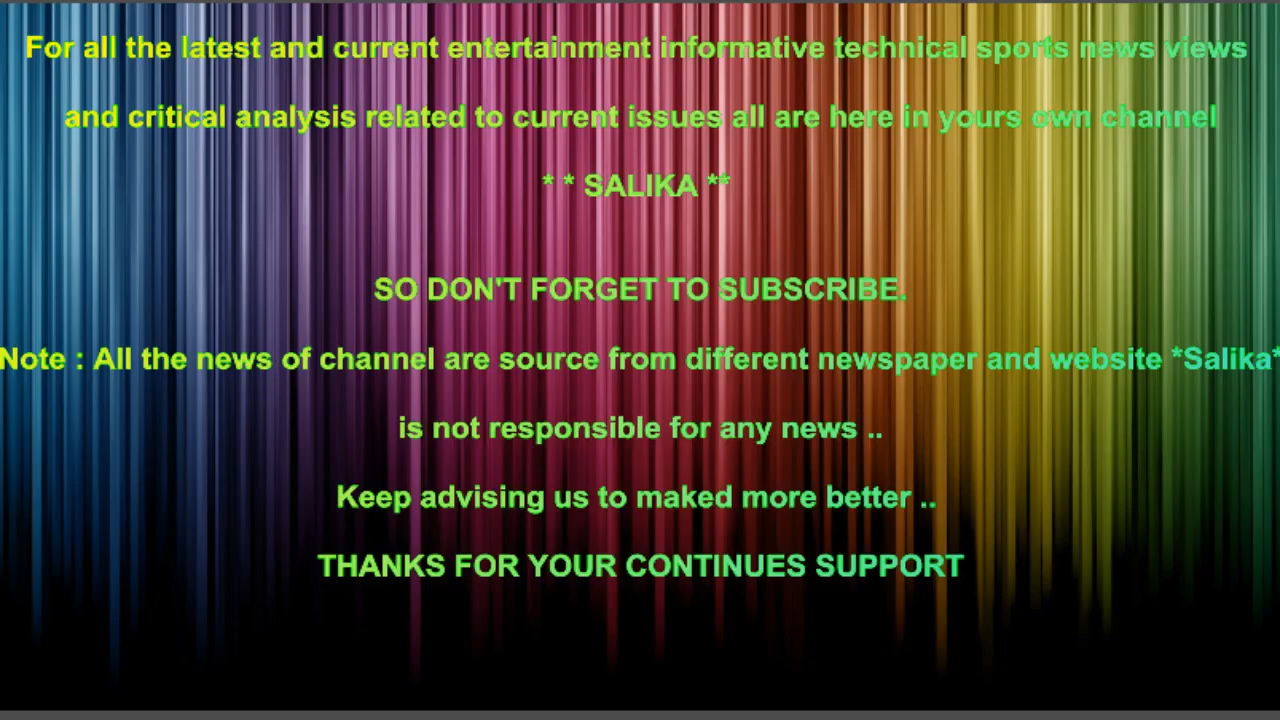 For all the latest and current entertainment informative technical sports news views
and critical analysis related to current issues all are here in yours own channel
* * SALIKA **
SO DON'T FORGET TO SUBSCRIBE.
Note : All the news of channel are source from different newspaper and website *Salika*
is not responsible for any news ..
Keep advising us to maked more better ..
THANKS FOR YOUR CONTINUES SUPPORT